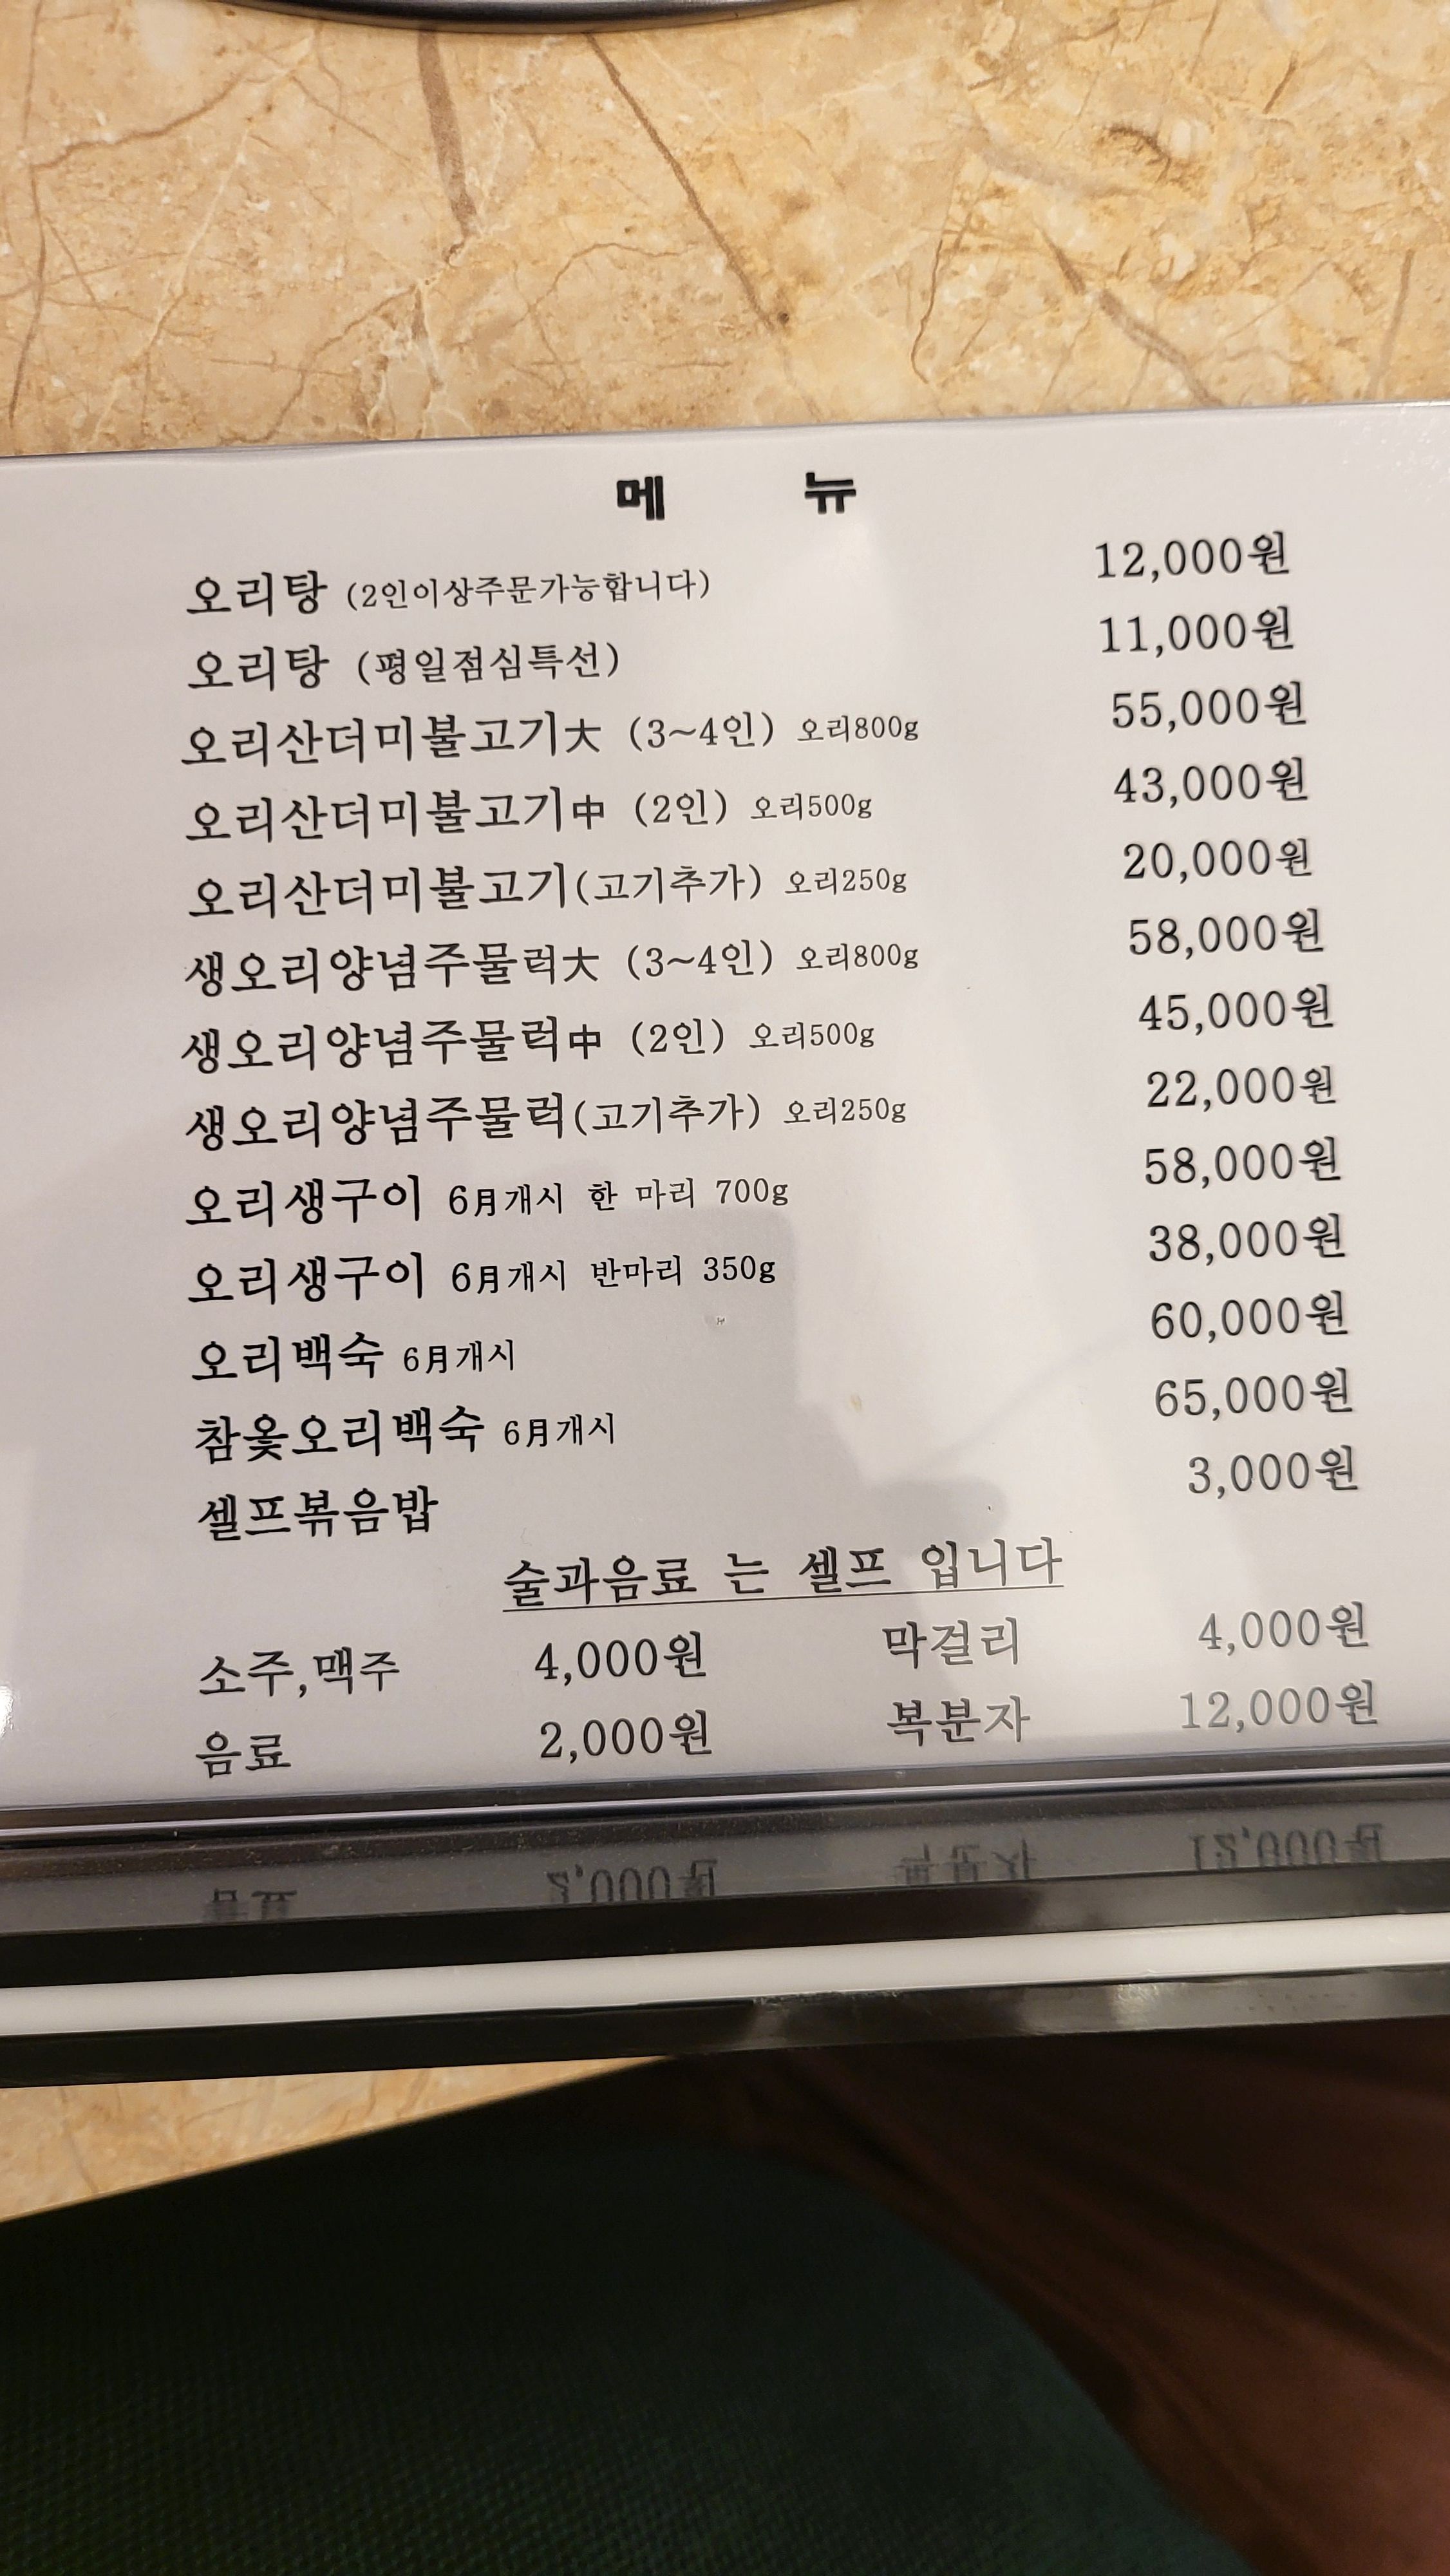 메 뉴
오리탕 (2인이상주문가능합니다) 12,000원
오리탕 (평일점심특선) 11,000원
오리산더미불고기大 (3~4인) 오리800g 55,000원
오리산더미불고기中 (2인) 오리500g 43,000원
오리산더미불고기(고기추가) 오리250g 20,000원
생오리양념주물럭大 (3~4인) 오리800g 58,000원
생오리양념주물럭中 (2인) 오리500g 45,000원
생오리양념주물럭(고기추가) 오리250g 22,000원
오리생구이 6月개시 한 마리 700g 58,000원
오리생구이 6月개시 반마리 350g 38,000원
오리백숙 6月개시 60,000원
참옻오리백숙 6月개시 65,000원
셀프볶음밥 3,000원
술과음료 는 셀프 입니다
소주,맥주 4,000원 막걸리 4,000원
음료 2,000원 복분자 12,000원